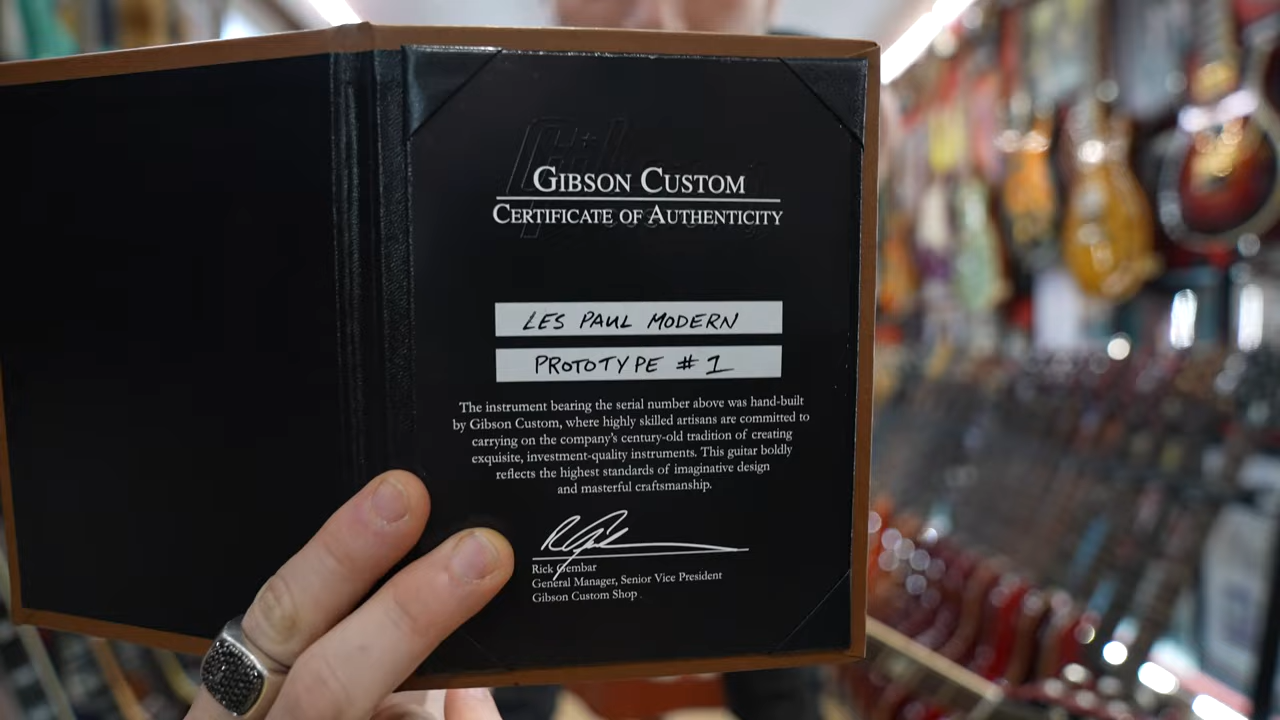 GIBSON CUSTOM
CERTIFICATE OF AUTHENTICITY
LES PAUL MODERN
PROTOTYPE #1
The instrument bearing the serial number above was hand-built
by Gibson Custom, where highly skilled artisans are committed to
carrying on the company's century-old tradition of creating
exquisite, investment-quality instruments. This guitar boldly
reflects the highest standards of imaginative design
and masterful craftsmanship.
Rick Gembar
General Manager, Senior Vice President
Gibson Custom Shop